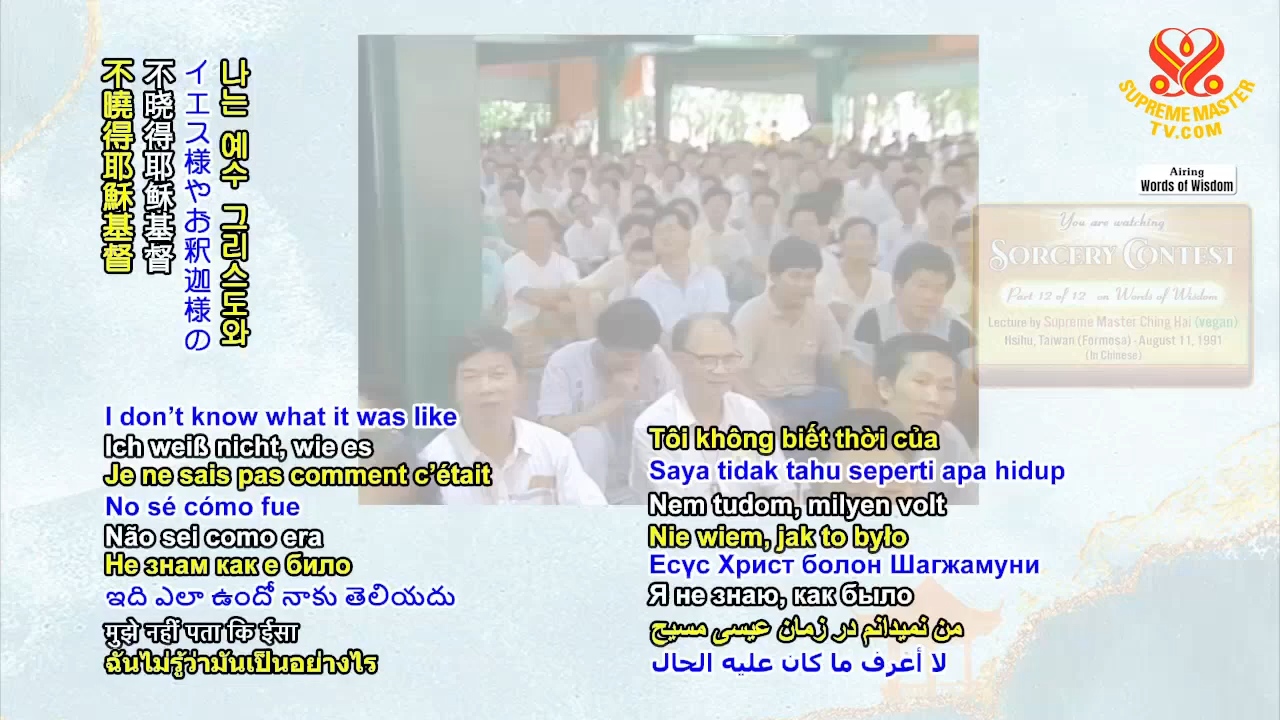 不曉得耶穌基督
不晓得耶稣基督
イエス様やお釈迦様の
나는 예수 그리스도와
I don't know what it was like
Ich weiß nicht, wie es
Je ne sais pas comment c'était
No sé cómo fue
Não sei como era
Не знам как е било
ఇది ఎలా ఉందో నాకు తెలియదు
मुझे नहीं पता कि ईसा
ฉันไม่รู้ว่ามันเป็นอย่างไร
Tôi không biết thời của
Saya tidak tahu seperti apa hidup
Nem tudom, milyen volt
Nie wiem, jak to było
Есүс Христ болон Шагжамуни
Я не знаю, как было
من نمیدانم در زمان عیسی مسیح
لا أعرف ما كان عليه الحال
SUPREME MASTER
TV.COM
Airing
Words of Wisdom
You are watching
SORCERY CONTEST
Part 12 of 12 on Words of Wisdom
Lecture by Supreme Master Ching Hai (vegan)
Hsihu, Taiwan (Formosa) - August 11, 1991
(In Chinese)